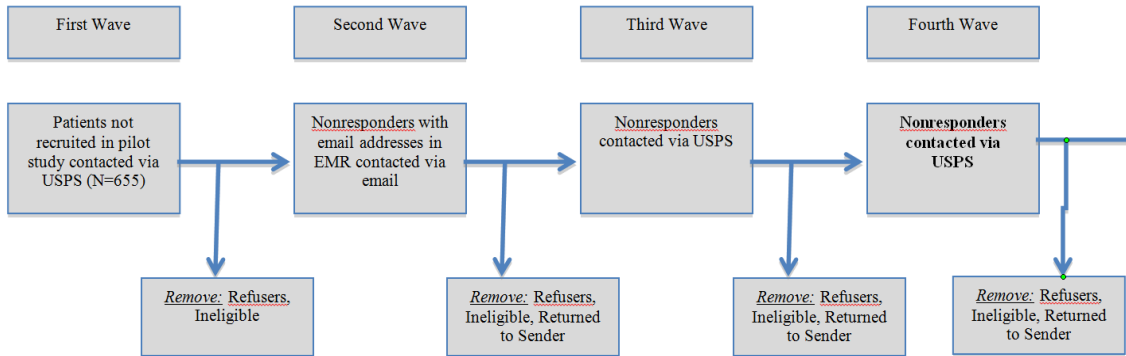 First Wave
Second Wave
Third Wave
Fourth Wave
Patients not
recruited in pilot
study contacted via
USPS (N=655)
Nonresponders with
email addresses in
EMR contacted via
email
Nonresponders
contacted via USPS
Nonresponders
contacted via
USPS
Remove: Refusers,
Ineligible
Remove: Refusers,
Ineligible, Returned
to Sender
Remove: Refusers,
Ineligible, Returned
to Sender
Remove: Refusers,
Ineligible, Returned
to Sender